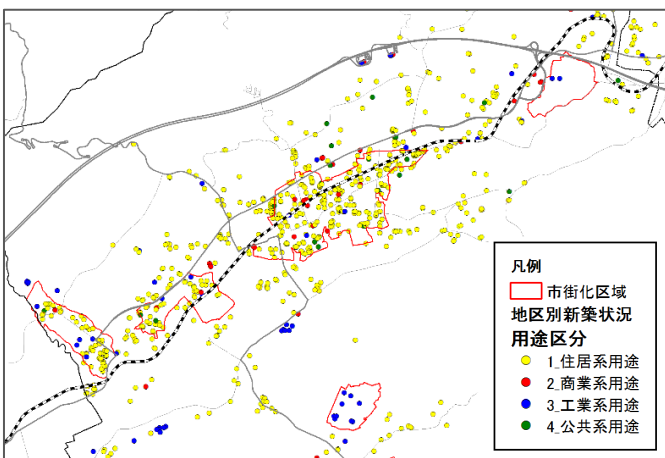 凡例
市街化区域
地区別新築状況
用途区分
1_住居系用途
2_商業系用途
3_工業系用途
4_公共系用途